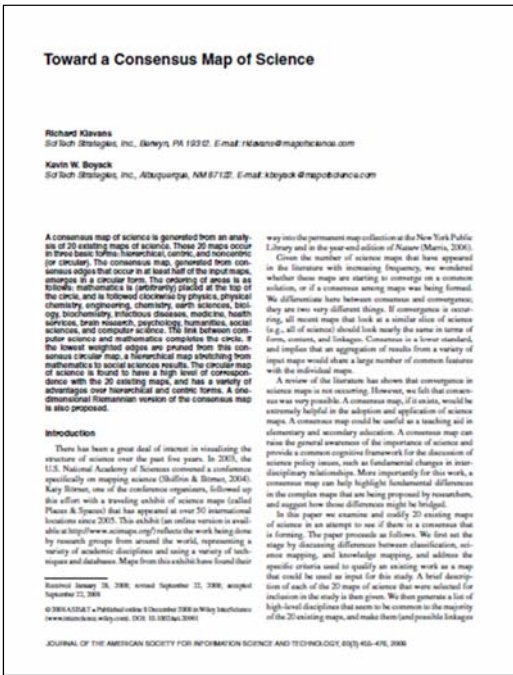 Toward a Consensus Map of Science
Richard Klavans
SciTech Strategies, Inc., Berwyn, PA 19312. E-mail: rklavans@mapofscience.com
Kevin W. Boyack
SciTech Strategies, Inc., Albuquerque, NM 87122. E-mail: kboyack@mapofscience.com
A consensus map of science is generated from an analy-
sis of 20 existing maps of science. These 20 maps occur
in three basic forms: hierarchical, centric, and noncentric
(or circular). The consensus map, generated from con-
sensus edges that occur in at least half of the input maps,
emerges in a circular form. The ordering of areas is as
follows: mathematics is (arbitrarily) placed at the top of
the circle, and is followed clockwise by physics, physical
chemistry, engineering, chemistry, earth sciences, biol-
ogy, biochemistry, infectious diseases, medicine, health
services, brain research, psychology, humanities, social
sciences, and computer science. The link between com-
puter science and mathematics completes the circle. If
the lowest weighted edges are pruned from this con-
sensus circular map, a hierarchical map stretching from
mathematics to social sciences results. The circular map
of science is found to have a high level of correspon-
dence with the 20 existing maps, and has a variety of
advantages over hierarchical and centric forms. A one-
dimensional Riemannian version of the consensus map
is also proposed.
Introduction
There has been a great deal of interest in visualizing the
structure of science over the past five years. In 2003, the
U.S. National Academy of Sciences convened a conference
specifically on mapping science (Shiffrin & Börner, 2004).
Katy Börner, one of the conference organizers, followed up
this effort with a traveling exhibit of science maps (called
Places & Spaces) that has appeared at over 50 international
locations since 2005. This exhibit (an online version is avail-
able at http://www.scimaps.org/) reflects the work being done
by research groups from around the world, representing a
variety of academic disciplines and using a variety of tech-
niques and databases. Maps from this exhibit have found their
Received January 28, 2008; revised September 22, 2008; accepted
September 22, 2008
© 2008 ASIS&T • Published online 8 December 2008 in Wiley InterScience
(www.interscience.wiley.com). DOI: 10.1002/asi.20991
way into the permanent map collection at the New York Public
Library and in the year-end edition of Nature (Marris, 2006).
Given the number of science maps that have appeared
in the literature with increasing frequency, we wondered
whether these maps are starting to converge on a common
solution, or if a consensus among maps was being formed.
We differentiate here between consensus and convergence;
they are two very different things. If convergence is occur-
ring, all recent maps that look at a similar slice of science
(e.g., all of science) should look nearly the same in terms of
form, content, and linkages. Consensus is a lower standard,
and implies that an aggregation of results from a variety of
input maps would share a large number of common features
with the individual maps.
A review of the literature has shown that convergence in
science maps is not occurring. However, we felt that consen-
sus was very possible. A consensus map, if it exists, would be
extremely helpful in the adoption and application of science
maps. A consensus map could be useful as a teaching aid in
elementary and secondary education. A consensus map can
raise the general awareness of the importance of science and
provide a common cognitive framework for the discussion of
science policy issues, such as fundamental changes in inter-
disciplinary relationships. More importantly for this work, a
consensus map can help highlight fundamental differences
in the complex maps that are being proposed by researchers,
and suggest how those differences might be bridged.
In this paper we examine and codify 20 existing maps
of science in an attempt to see if there is a consensus that
is forming. The paper proceeds as follows. We first set the
stage by discussing differences between classification, sci-
ence mapping, and knowledge mapping, and address the
specific criteria used to qualify an existing work as a map
that could be used as input for this study. A brief descrip-
tion of each of the 20 maps of science that were selected for
inclusion in the study is then given. We then generate a list of
high-level disciplines that seem to be common to the majority
of the 20 existing maps, and make them (and possible linkages
JOURNAL OF THE AMERICAN SOCIETY FOR INFORMATION SCIENCE AND TECHNOLOGY, 60(3):455–476, 2009